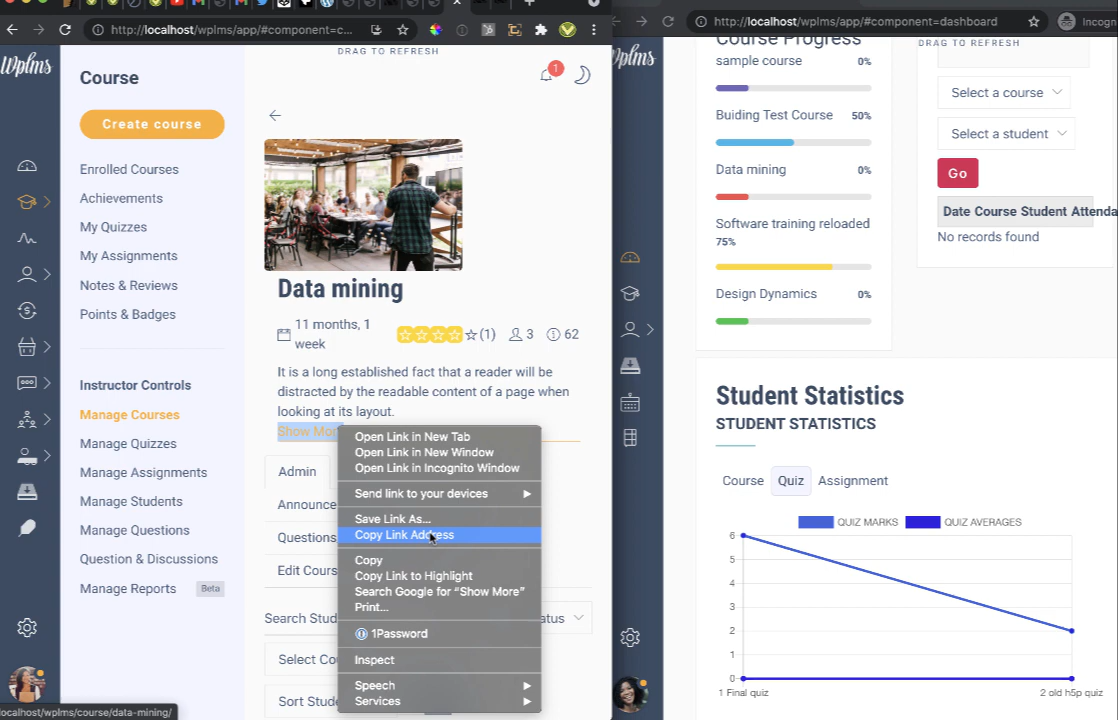 http://localhost/wplms/app/#component=c...
Wplms
DRAG TO REFRESH
1
Course
Create course
Enrolled Courses
Achievements
My Quizzes
My Assignments
Notes & Reviews
Points & Badges
Instructor Controls
Manage Courses
Manage Quizzes
Manage Assignments
Manage Students
Manage Questions
Question & Discussions
Manage Reports Beta
Data mining
11 months, 1
week
(1) 3 62
It is a long established fact that a reader will be
distracted by the readable content of a page when
looking at its layout.
Show Mor
Admin
Announce
Questions
Edit Cours
Search Stud
atus
Select Co
Sort Stude
Open Link in New Tab
Open Link in New Window
Open Link in Incognito Window
Send link to your devices
Save Link As...
Copy Link Address
Copy
Copy Link to Highlight
Search Google for “Show More”
Print...
1Password
Inspect
Speech
Services
localhost/wplms/course/data-mining/
http://localhost/wplms/app/#component=dashboard
Incogn
Wplms
Course Progress
sample course 0%
Buiding Test Course 50%
Data mining 0%
Software training reloaded
75%
Design Dynamics 0%
DRAG TO REFRESH
Select a course
Select a student
Go
Date Course Student Attenda
No records found
Student Statistics
STUDENT STATISTICS
Course Quiz Assignment
QUIZ MARKS QUIZ AVERAGES
6
5
4
3
2
1
0
1 Final quiz 2 old h5p quiz